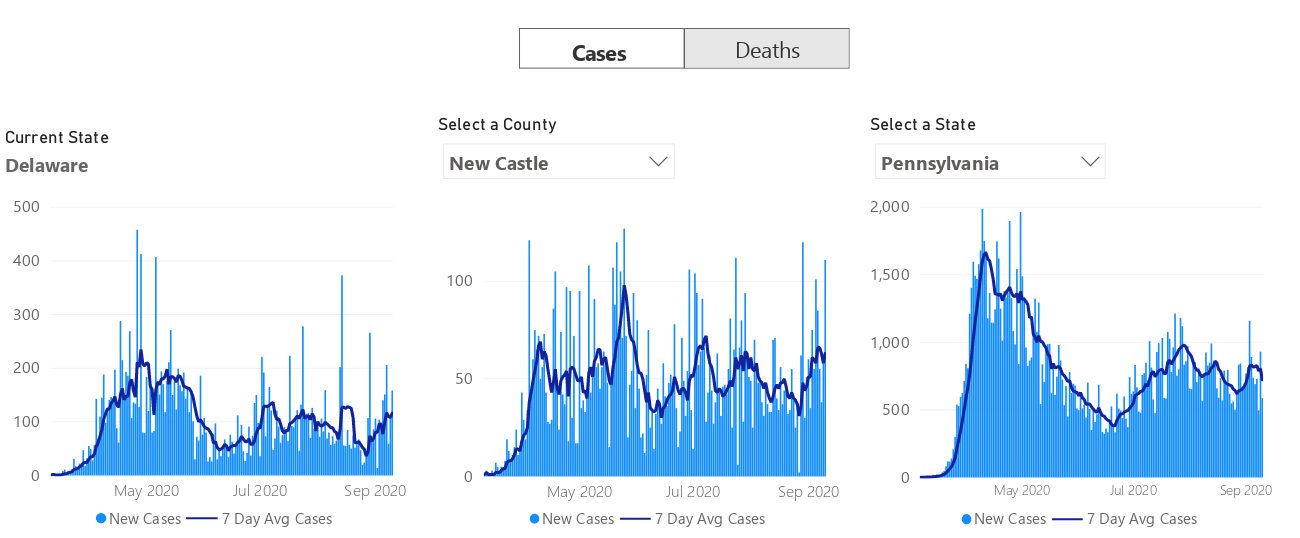 Cases
Deaths
Current State
Delaware
500
400
300
200
100
0
May 2020
Jul 2020
Sep 2020
New Cases
7 Day Avg Cases
Select a County
New Castle
100
50
0
May 2020
Jul 2020
Sep 2020
New Cases
7 Day Avg Cases
Select a State
Pennsylvania
2,000
1,500
1,000
500
0
May 2020
Jul 2020
Sep 2020
New Cases
7 Day Avg Cases